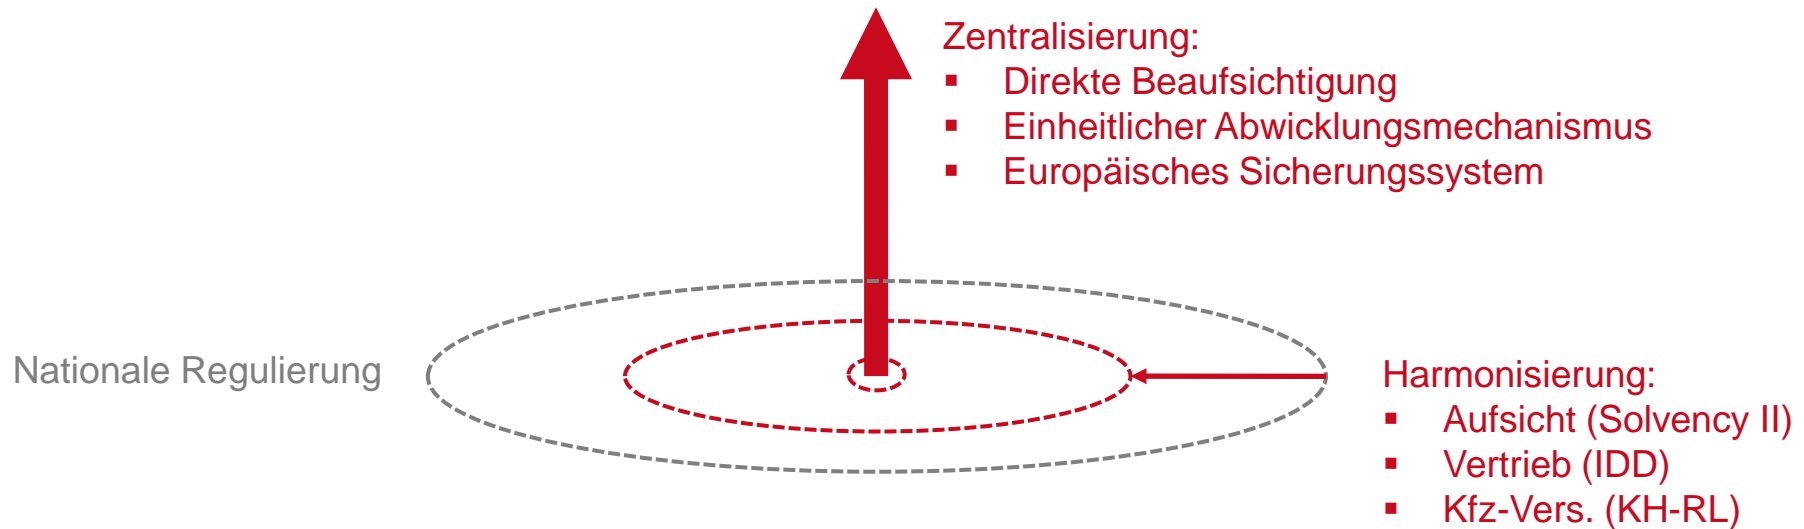 Zentralisierung:
▪ Direkte Beaufsichtigung
▪ Einheitlicher Abwicklungsmechanismus
▪ Europäisches Sicherungssystem
Nationale Regulierung
Harmonisierung:
▪ Aufsicht (Solvency II)
▪ Vertrieb (IDD)
▪ Kfz-Vers. (KH-RL)